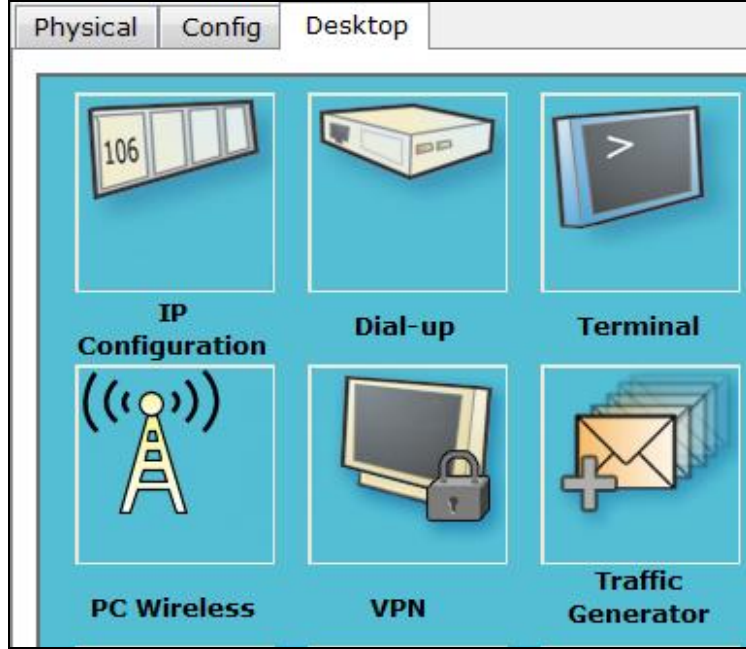 Physical Config Desktop
106
>
IP
Configuration
Dial-up
Terminal
PC Wireless
VPN
Traffic
Generator